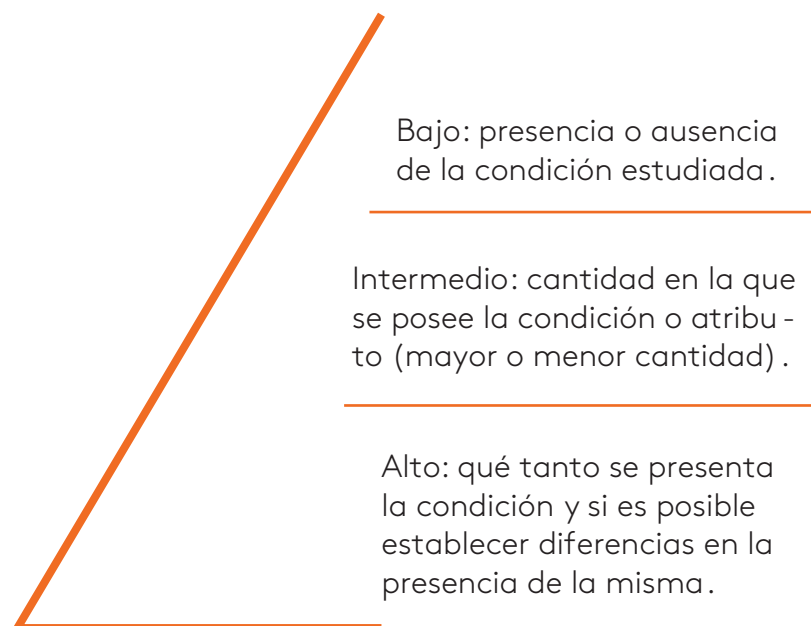 Bajo: presencia o ausencia
de la condición estudiada.
Intermedio: cantidad en la que
se posee la condición o atribu-
to (mayor o menor cantidad).
Alto: qué tanto se presenta
la condición y si es posible
establecer diferencias en la
presencia de la misma.